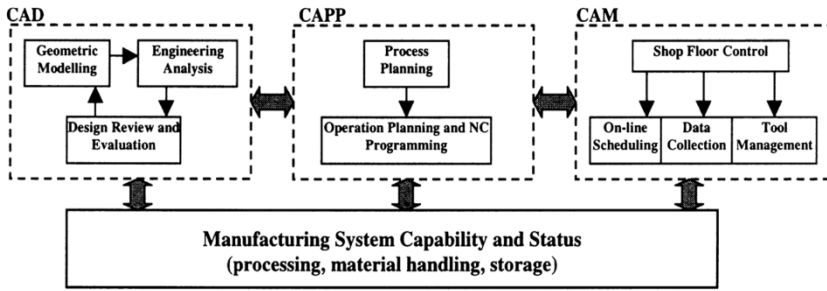 CAD
Geometric
Modelling
Engineering
Analysis
Design Review and
Evaluation
CAPP
Process
Planning
Operation Planning and NC
Programming
CAM
Shop Floor Control
On-line
Scheduling
Data
Collection
Tool
Management
Manufacturing System Capability and Status
(processing, material handling, storage)